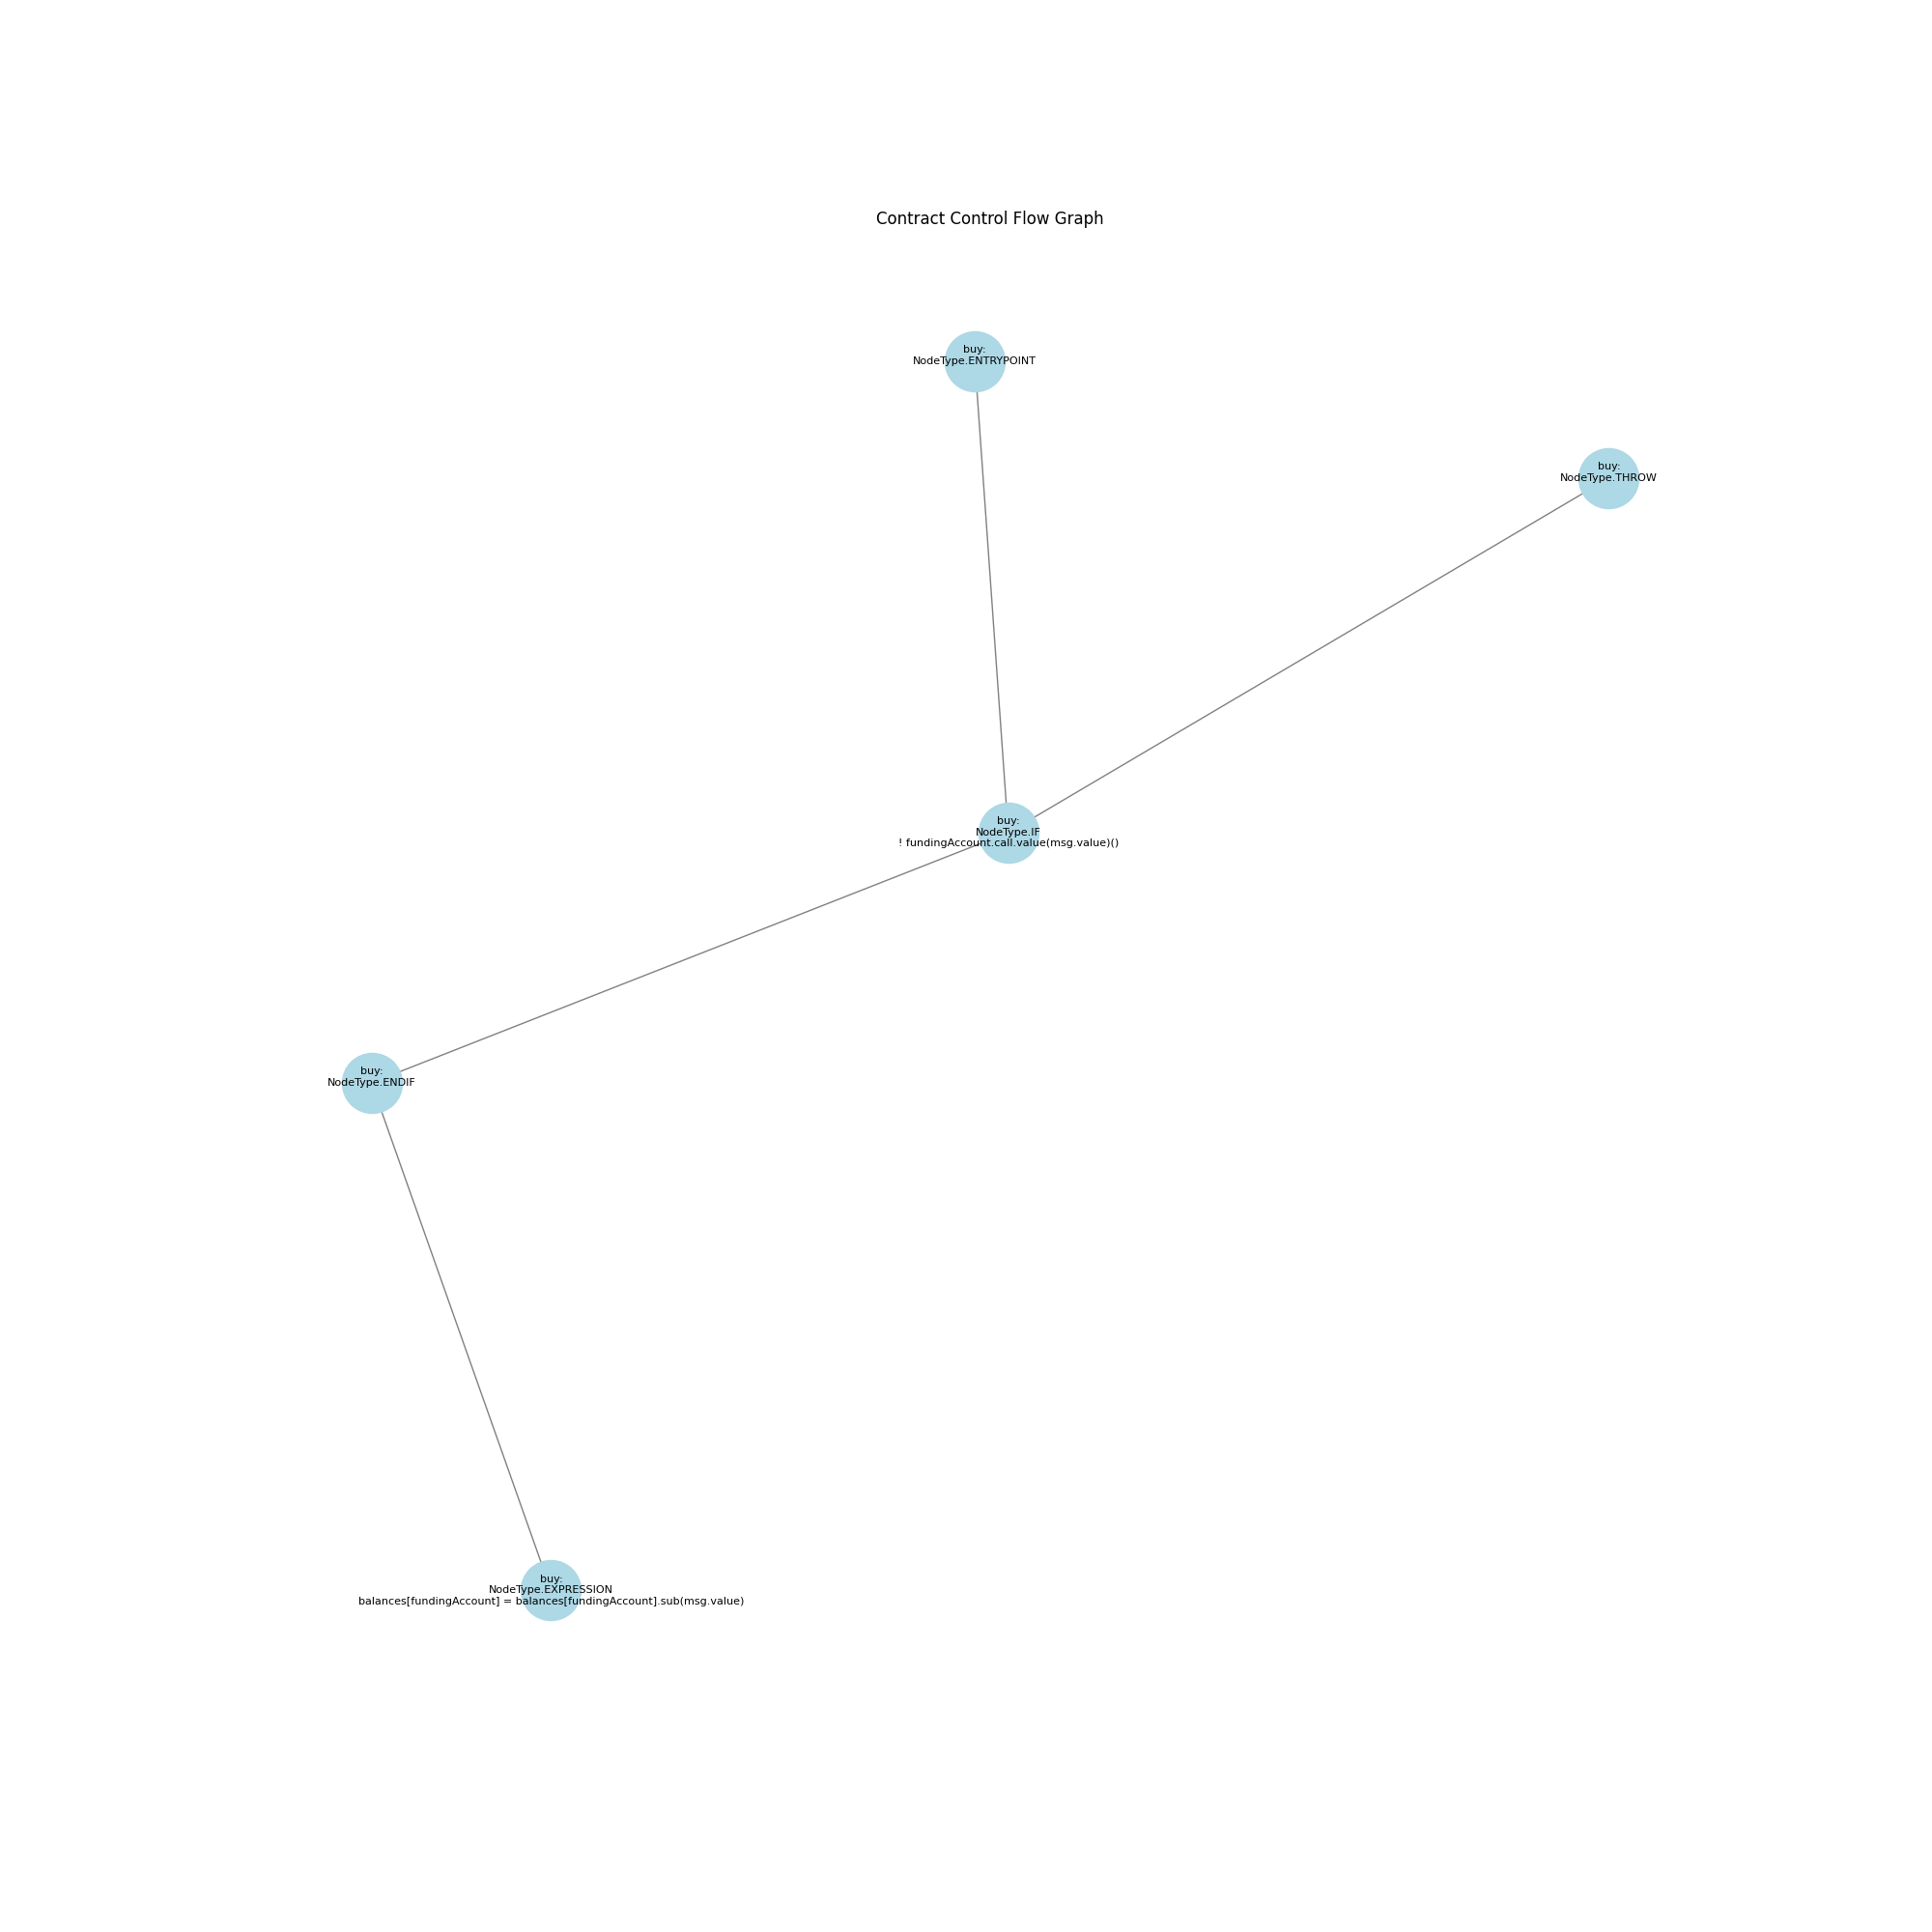 Contract Control Flow Graph
buy:
NodeType.ENTRYPOINT
buy:
NodeType.THROW
buy:
NodeType.IF
! fundingAccount.call.value(msg.value)()
buy:
NodeType.ENDIF
buy:
NodeType.EXPRESSION
balances[fundingAccount] = balances[fundingAccount].sub(msg.value)